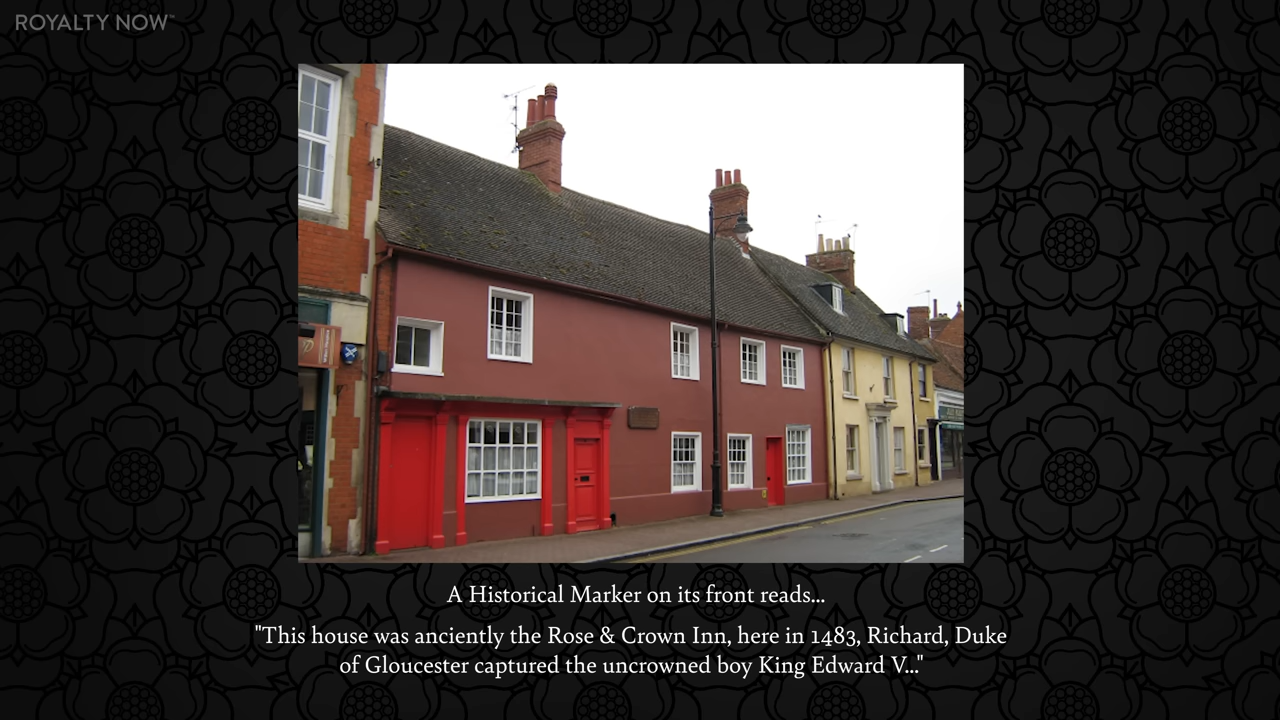 ROYALTY NOW™
A Historical Marker on its front reads...
"This house was anciently the Rose & Crown Inn, here in 1483, Richard, Duke
of Gloucester captured the uncrowned boy King Edward V..."